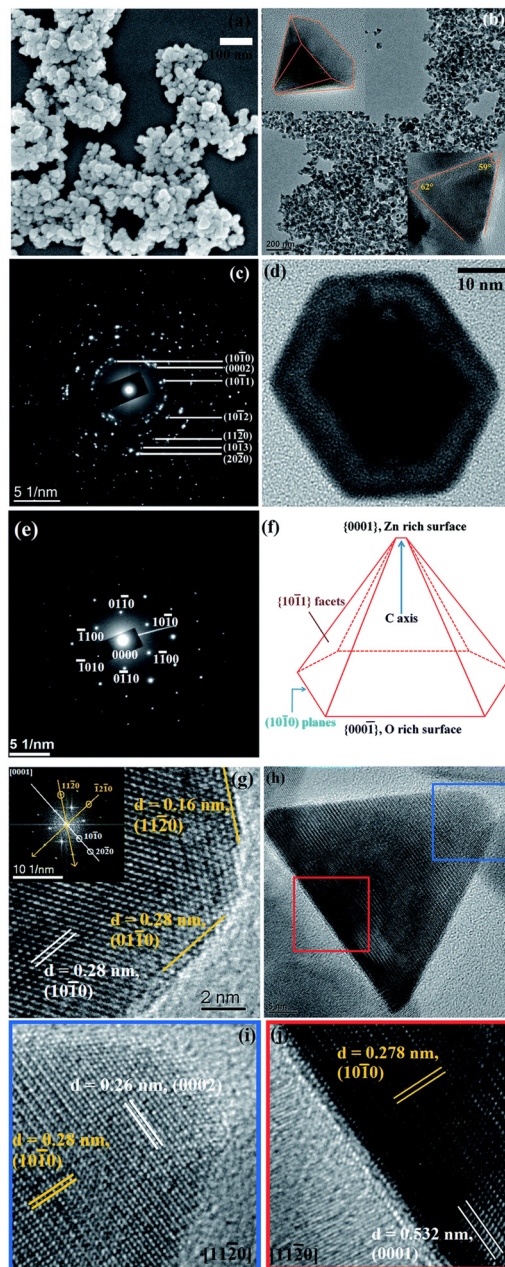 (a)
100 nm
(b)
59°
62°
200 nm
(c)
(101̄0)
(0002)
(101̄1)
(101̄2)
(112̄0)
(101̄3)
(202̄0)
5 1/nm
(d)
10 nm
(e)
011̄0
101̄0
1̄100
0000
1̄010
11̄00
01̄10
5 1/nm
(f)
{0001}, Zn rich surface
{101̄1} facets
C axis
(101̄0) planes
{0001̄}, O rich surface
(g)
[0001]
112̄0
1̄21̄0
101̄0
202̄0
10 1/nm
d = 0.16 nm,
(112̄0)
d = 0.28 nm,
(011̄0)
d = 0.28 nm,
(101̄0)
2 nm
(h)
(i)
d = 0.26 nm, (0002)
d = 0.28 nm,
(101̄0)
[112̄0]
(j)
d = 0.278 nm,
(101̄0)
d = 0.532 nm,
(0001)
[112̄0]